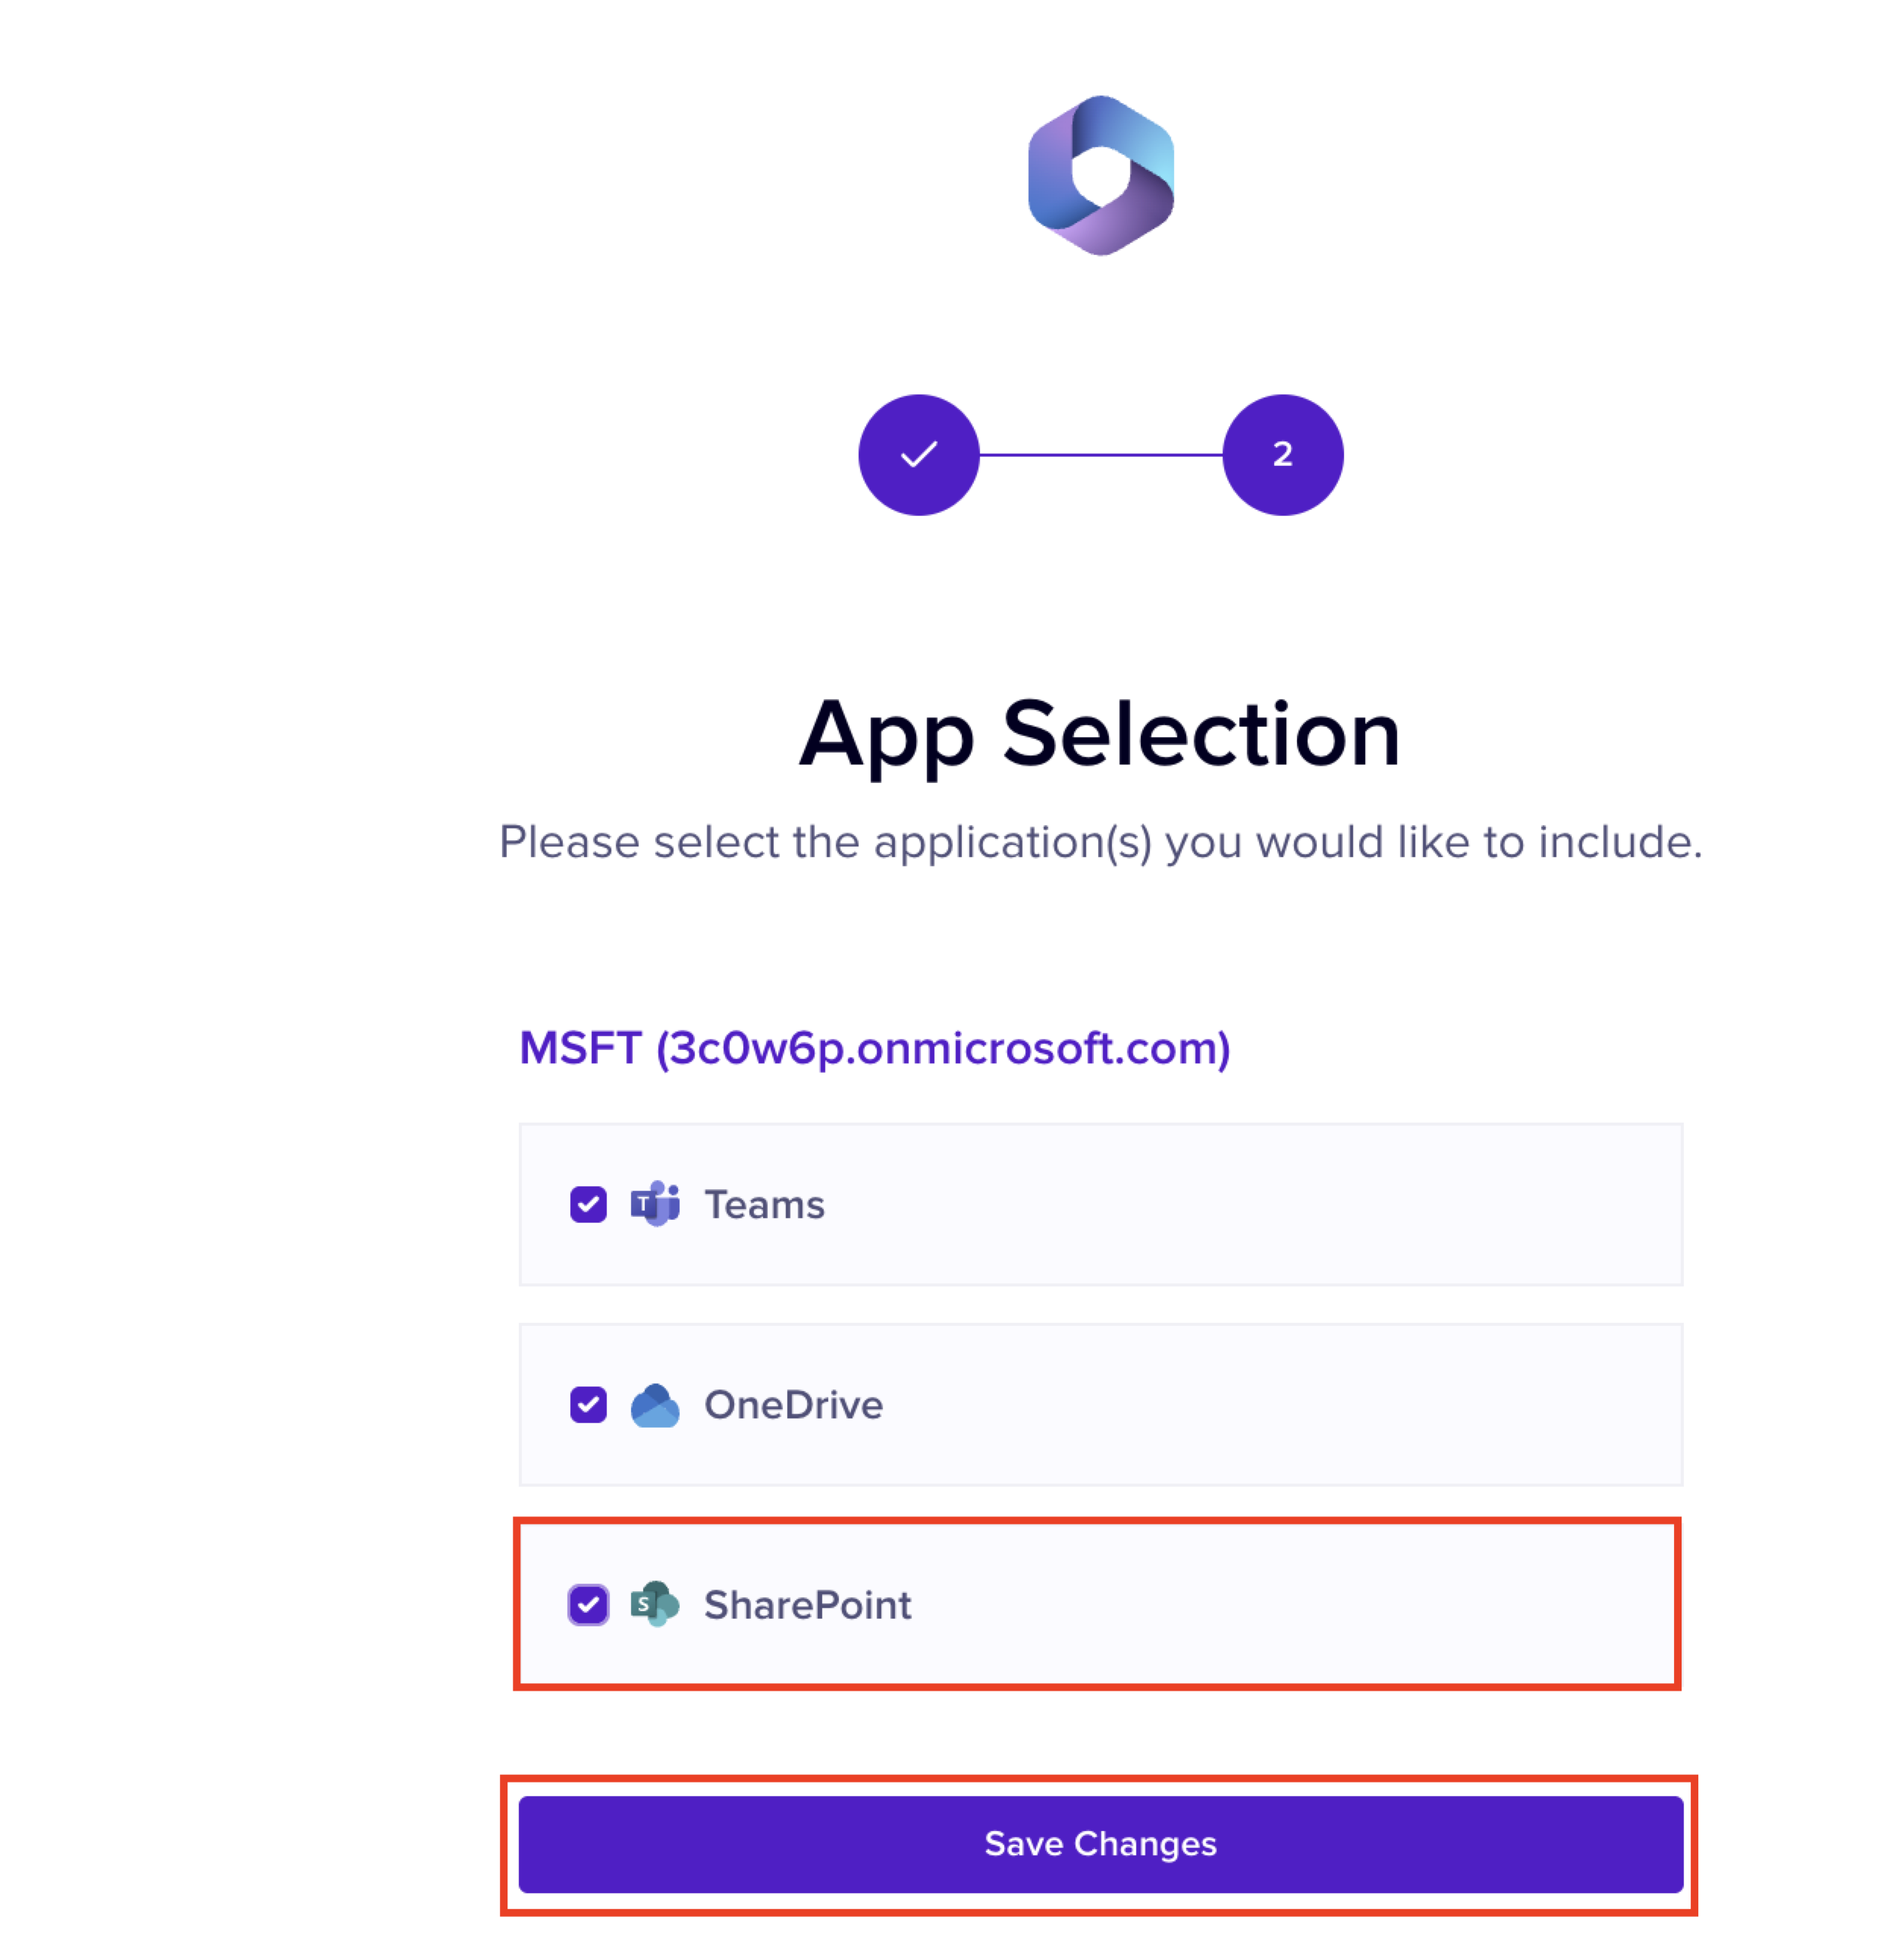 2
App Selection
Please select the application(s) you would like to include.
MSFT (3c0w6p.onmicrosoft.com)
T Teams
OneDrive
S SharePoint
Save Changes